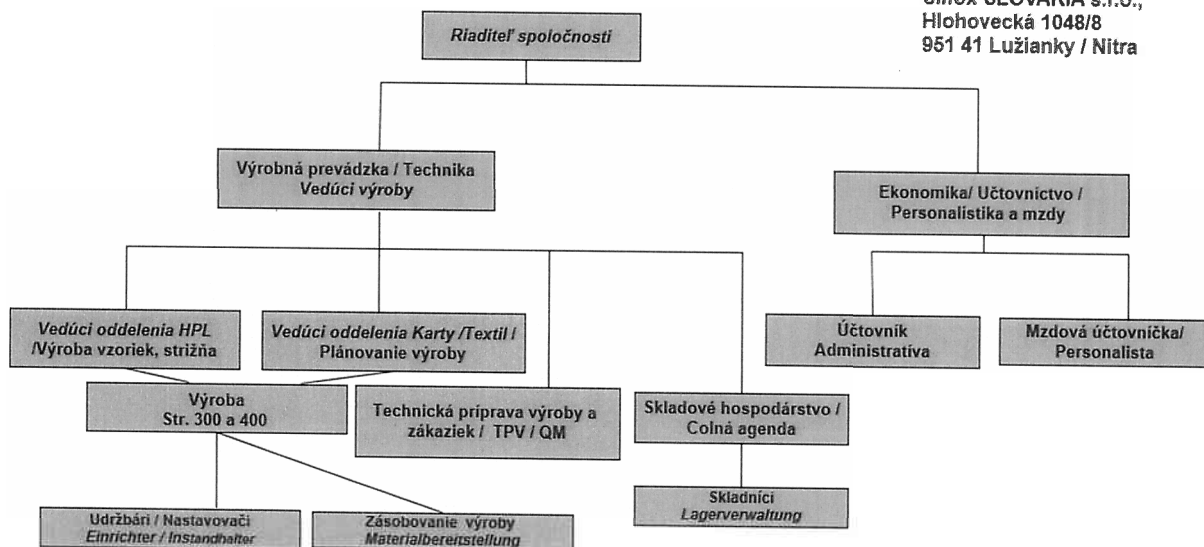 SLOVAKIA s.r.o.,
Hlohovecká 1048/8
951 41 Lužianky / Nitra
Riaditeľ spoločnosti
Výrobná prevádzka / Technika
Vedúci výroby
Ekonomika/ Účtovníctvo /
Personalistika a mzdy
Vedúci oddelenia HPL
/Výroba vzoriek, strižňa
Vedúci oddelenia Karty /Textil /
Plánovanie výroby
Účtovník
Administratíva
Mzdová účtovníčka/
Personalista
Výroba
Str. 300 a 400
Technická príprava výroby a
zákaziek / TPV / QM
Skladové hospodárstvo /
Colná agenda
Skladníci
Lagerverwaltung
Udržbári / Nastavovači
Einrichter / Instandhalter
Zásobovanie výroby
Materialbereitstellung